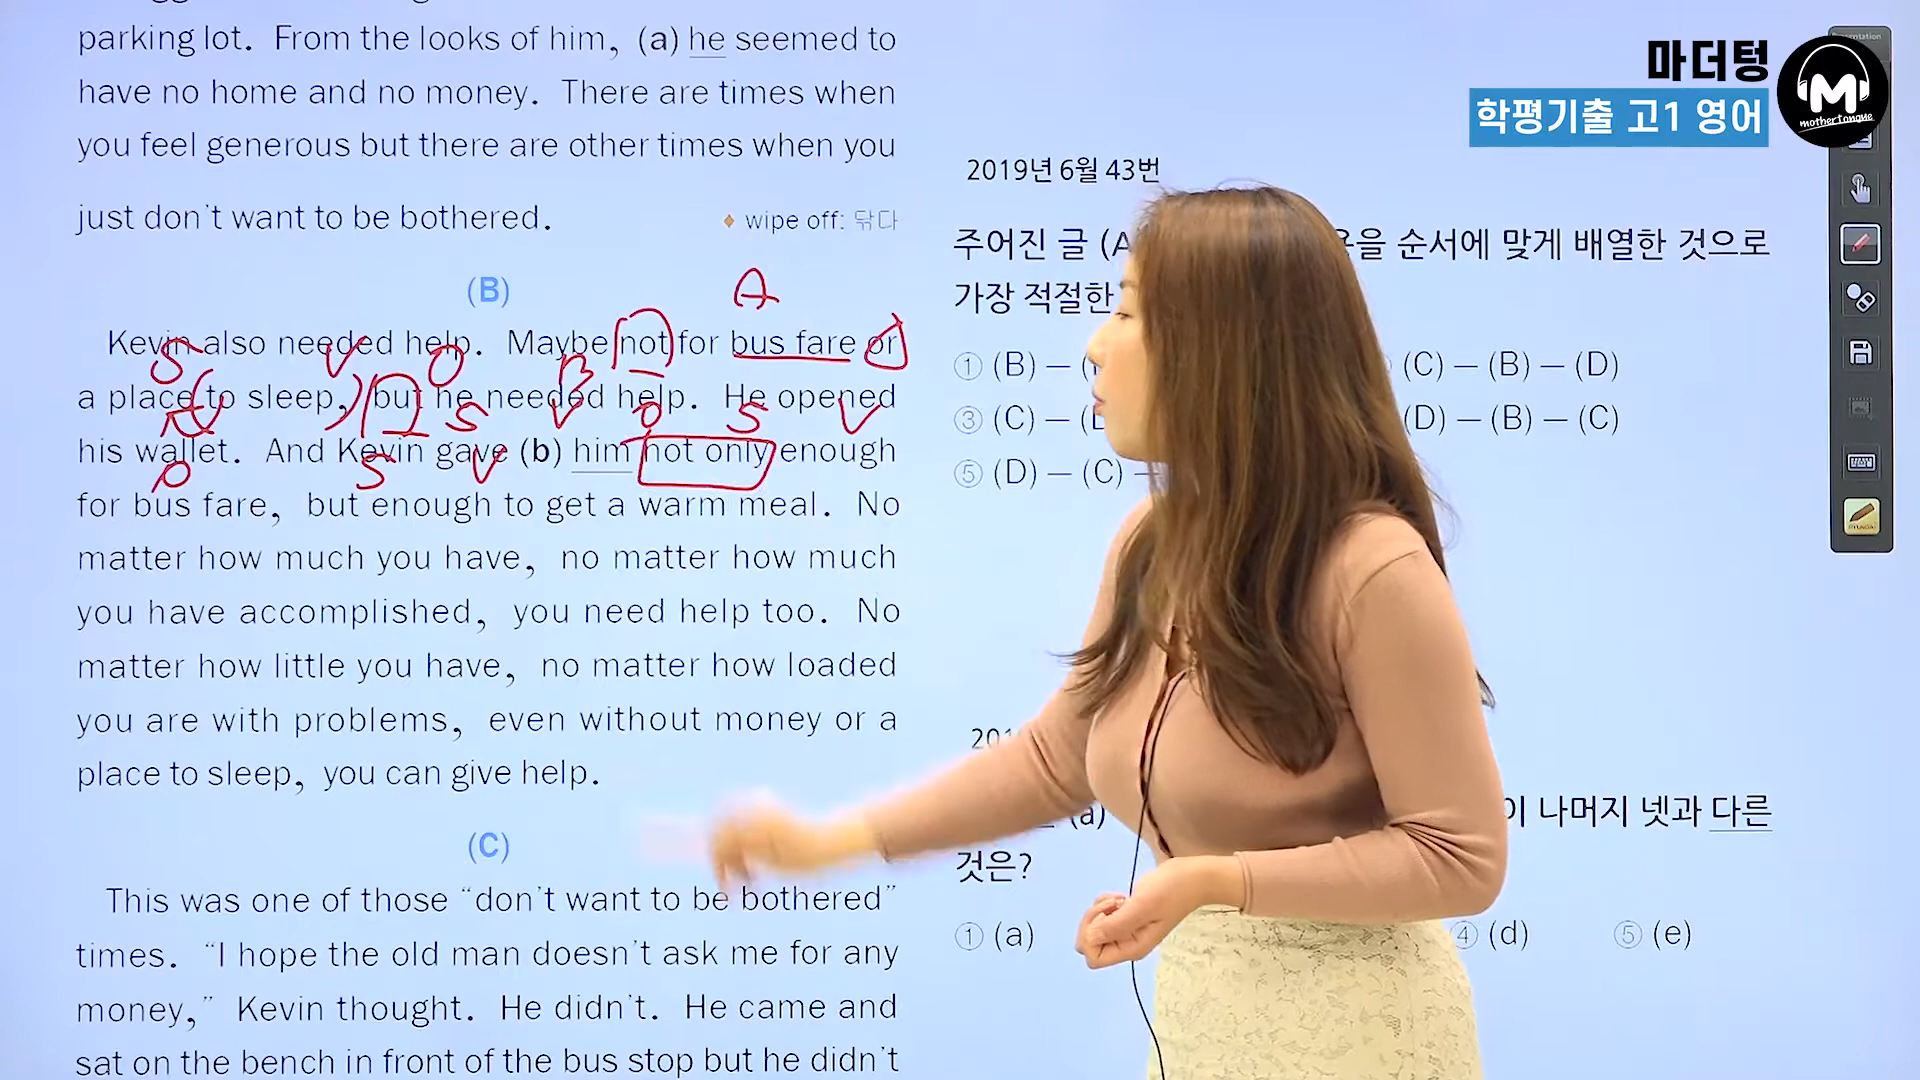 parking lot. From the looks of him, (a) he seemed to
have no home and no money. There are times when
you feel generous but there are other times when you
just don't want to be bothered.
◆ wipe off: 닦다
(B)
A
Kevin also needed help. Maybe not for bus fare or
S V O B
a place to sleep, but he needed help. He opened
S V O S V
his wallet. And Kevin gave (b) him not only enough
O S V
for bus fare, but enough to get a warm meal. No
matter how much you have, no matter how much
you have accomplished, you need help too. No
matter how little you have, no matter how loaded
you are with problems, even without money or a
place to sleep, you can give help.
(C)
This was one of those “don't want to be bothered”
times. “I hope the old man doesn't ask me for any
money,” Kevin thought. He didn't. He came and
sat on the bench in front of the bus stop but he didn't
마더텅
학평기출 고1 영어
M
mothertongue
2019년 6월 43번
주어진 글 (A 순서에 맞게 배열한 것으로
가장 적절한
① (B) – (C) – (B) – (D)
③ (C) – (D) – (B) – (C)
⑤ (D) – (C) –
201
(a) 이 나머지 넷과 다른
것은?
① (a) ④ (d) ⑤ (e)